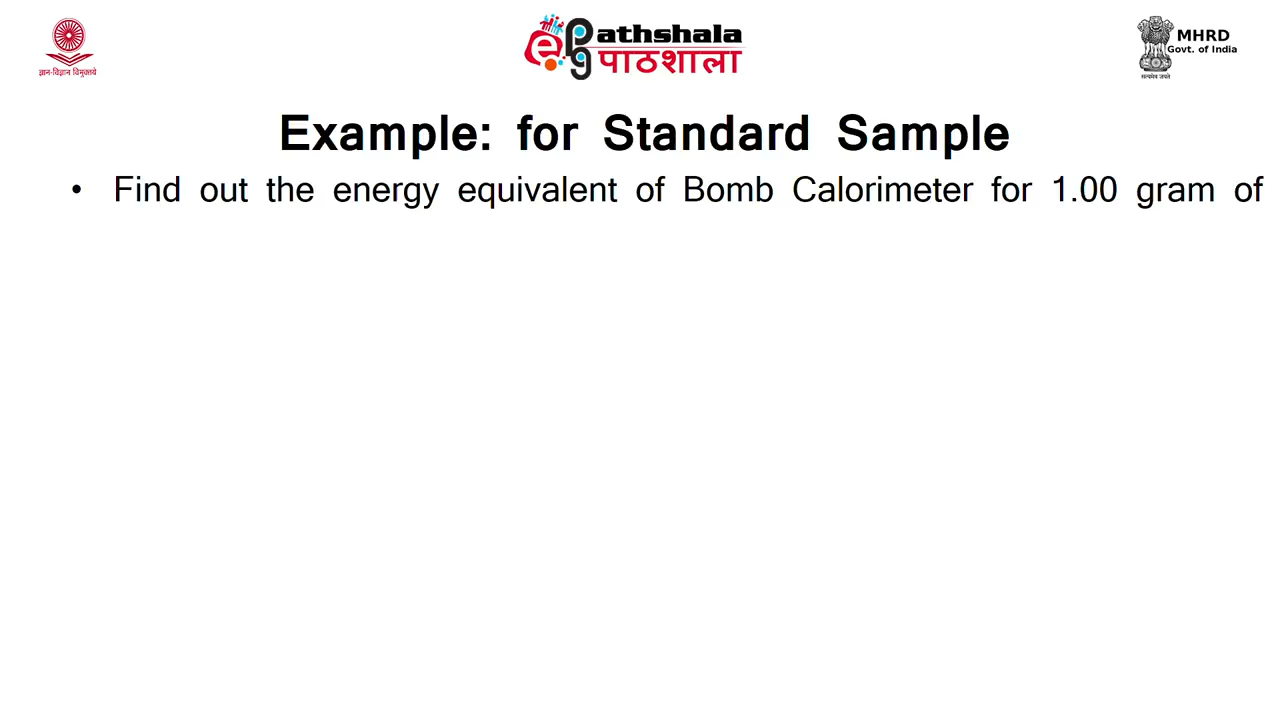 ज्ञान-विज्ञान विमुक्तये
ePathshala
पाठशाला
MHRD
Govt. of India
सत्यमेव जयते
Example: for Standard Sample
• Find out the energy equivalent of Bomb Calorimeter for 1.00 gram of